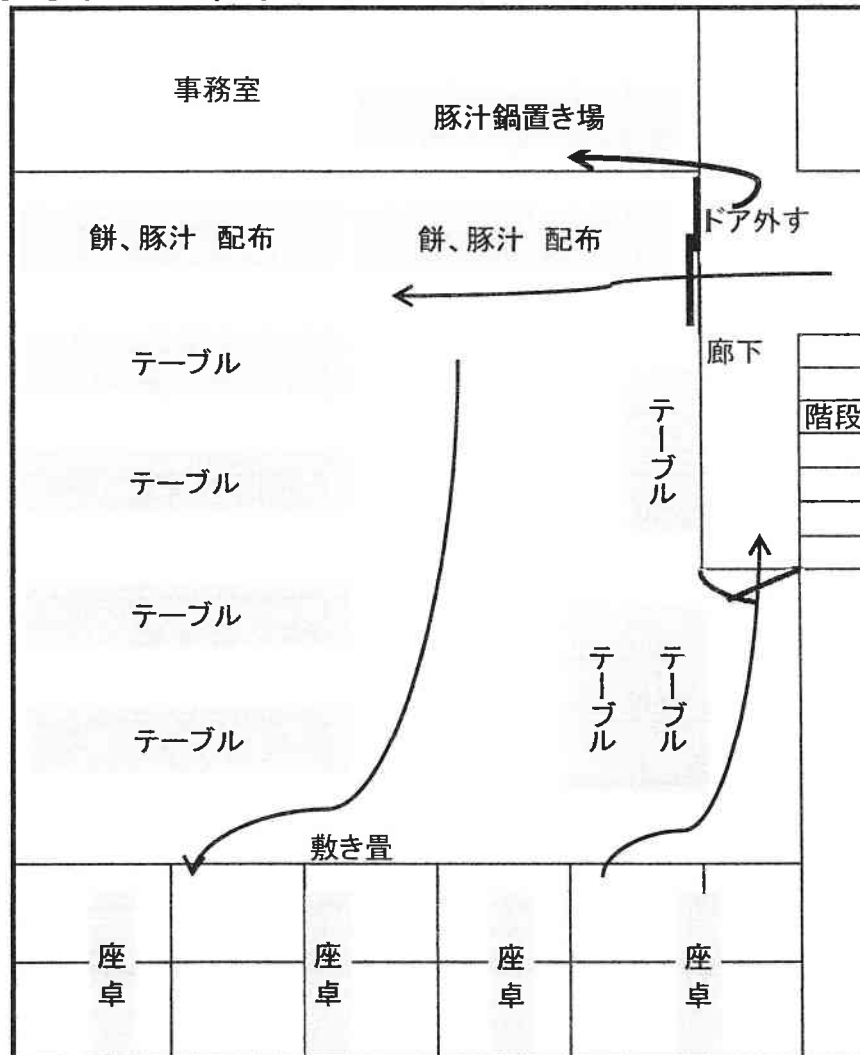 事務室
豚汁鍋置き場
餅、豚汁 配布
餅、豚汁 配布
ドア外す
テーブル
廊下
テーブル
階段
テーブル
テーブル
テーブル
テーブル
テーブル
敷き畳
座卓
座卓
座卓
座卓